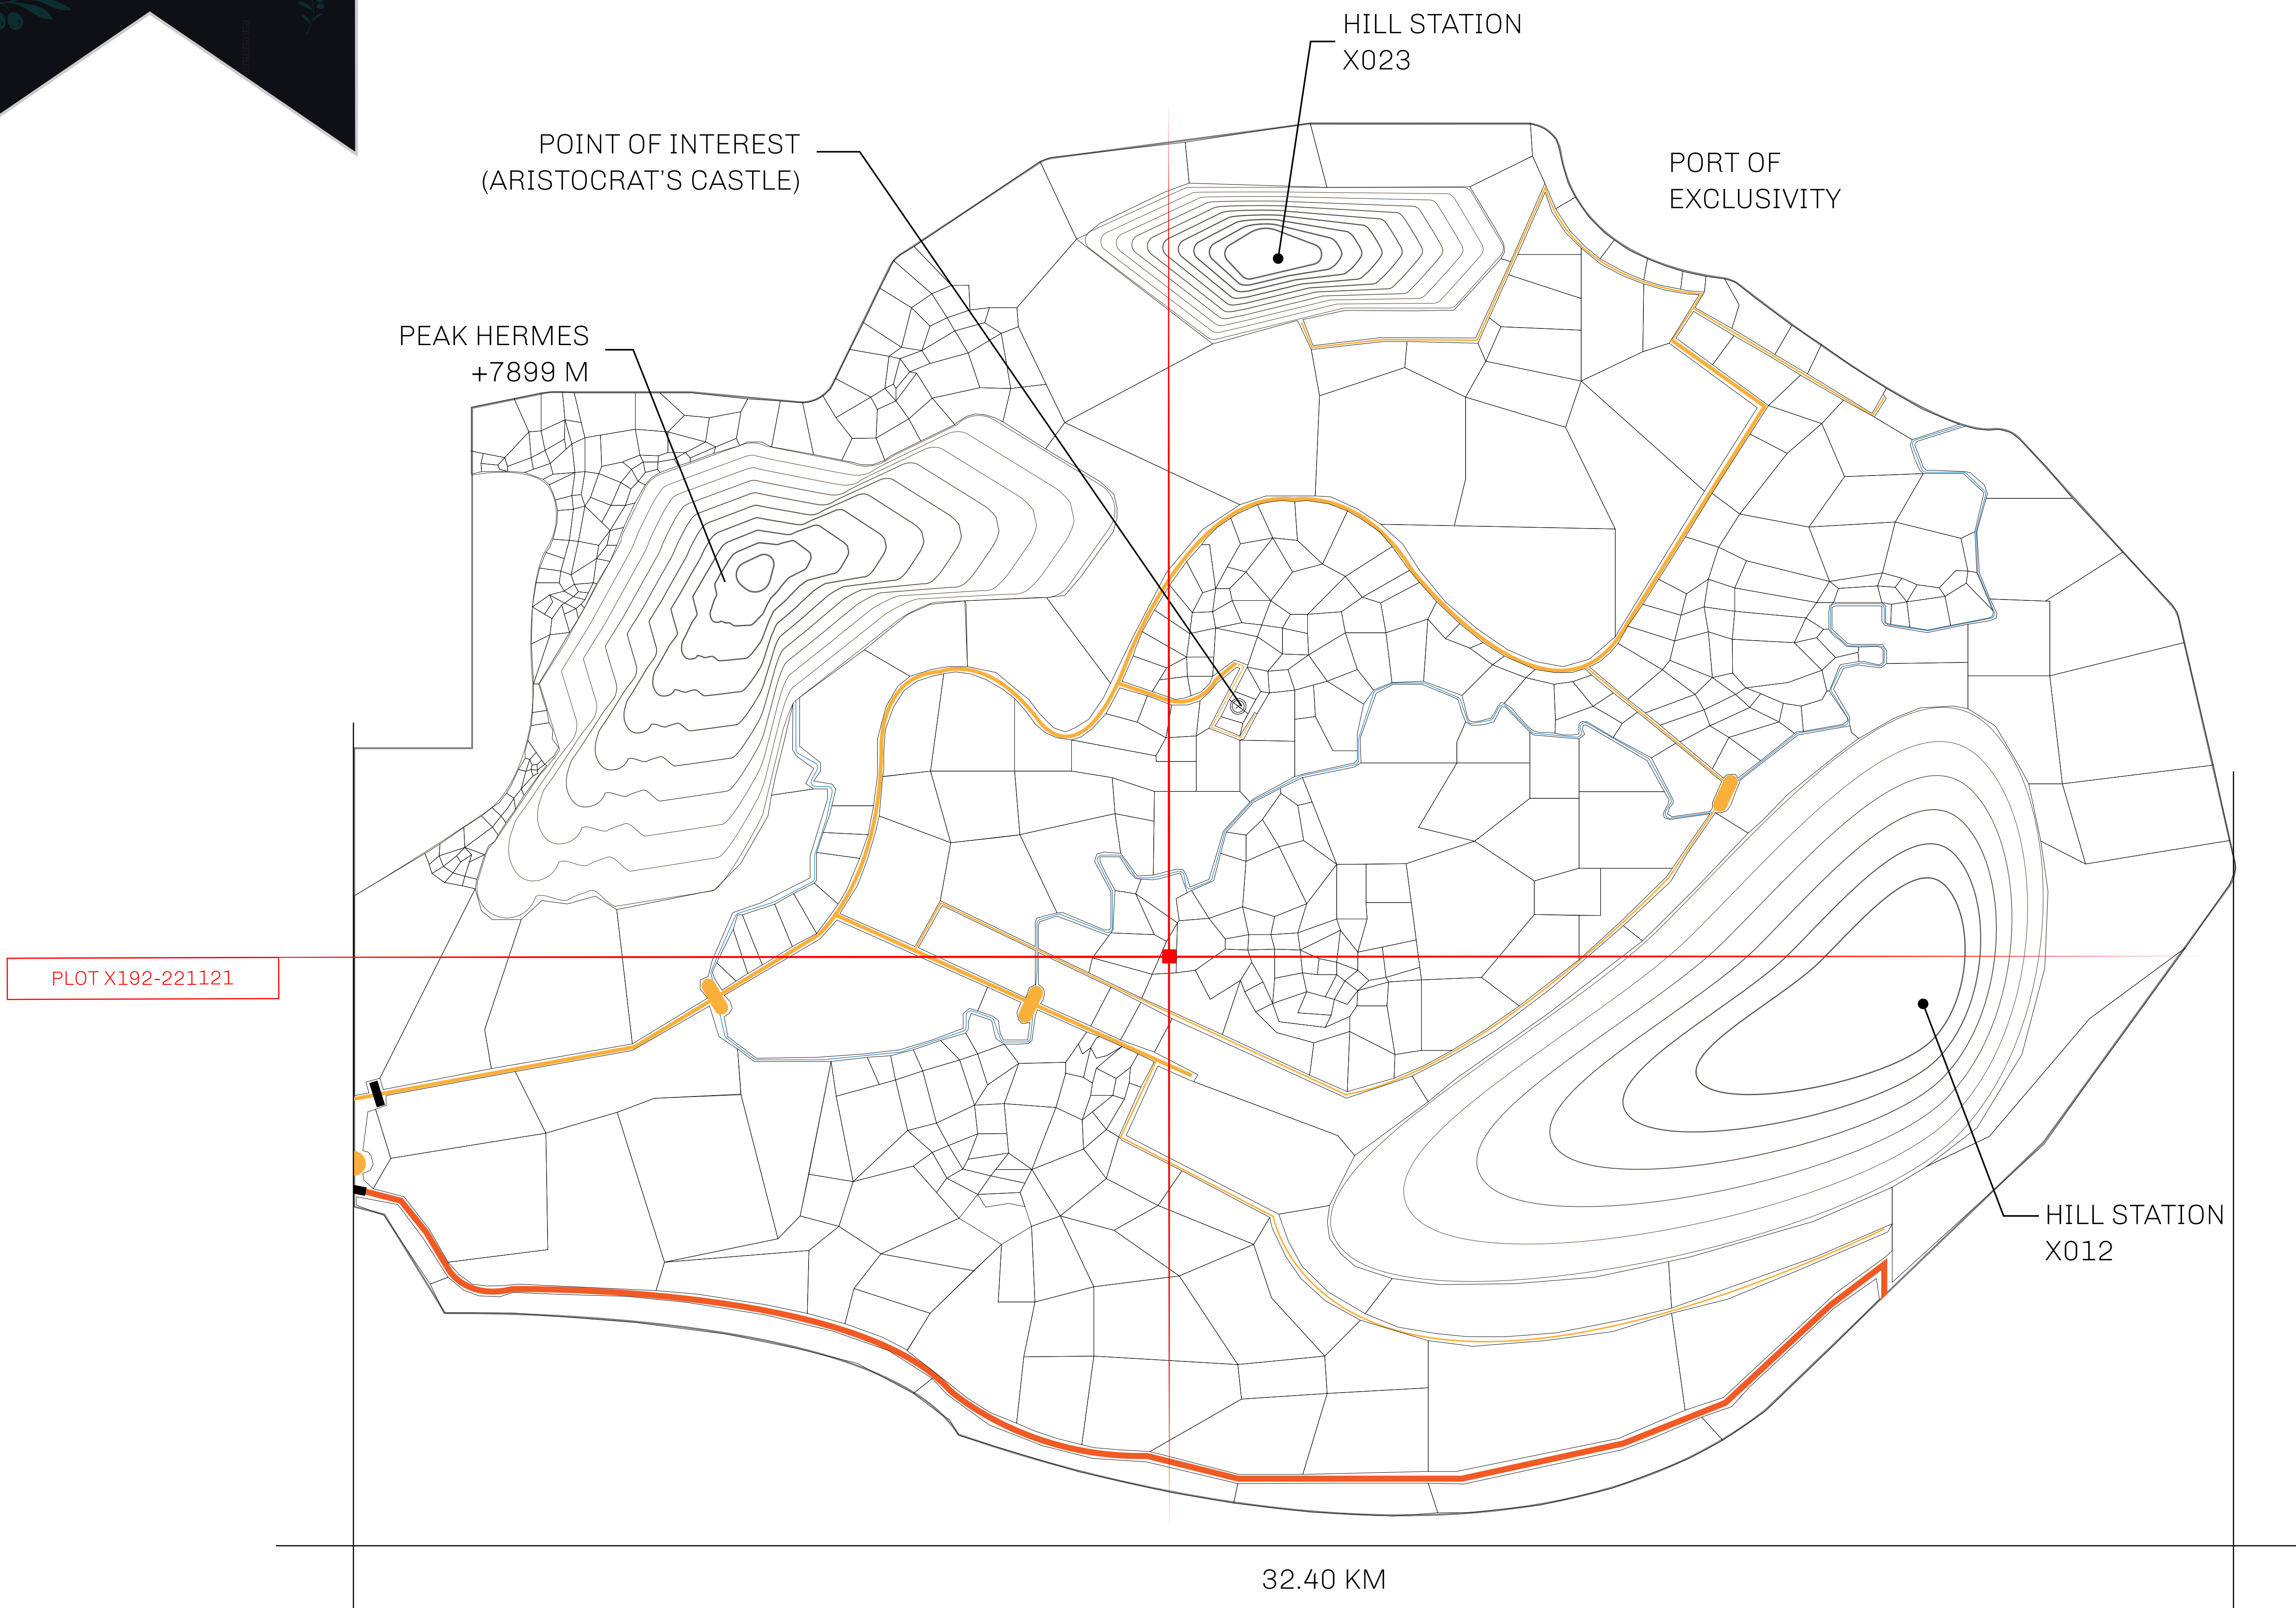 HILL STATION
X023
POINT OF INTEREST
(ARISTOCRAT'S CASTLE)
PORT OF
EXCLUSIVITY
PEAK HERMES
+7899 M
PLOT X192-221121
HILL STATION
X012
32.40 KM